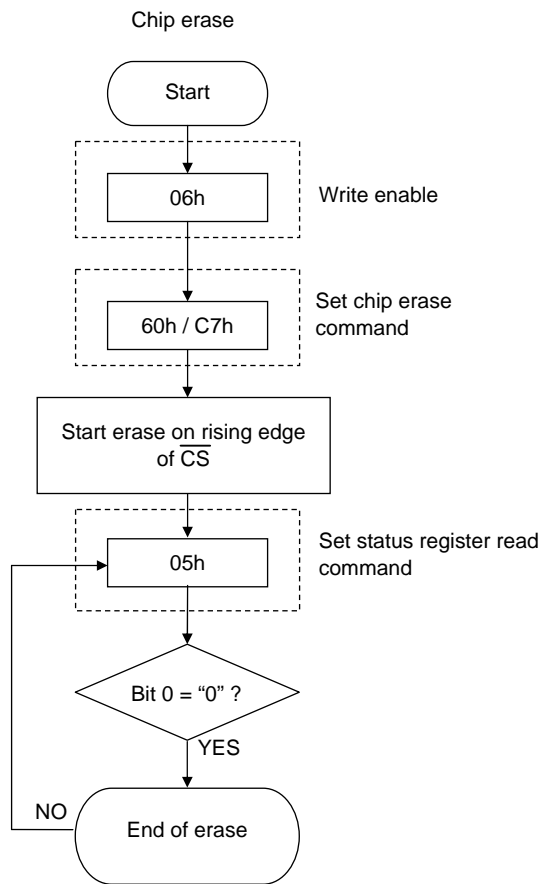 Chip erase
Start
06h
Write enable
60h / C7h
Set chip erase
command
Start erase on rising edge
of C̅S̅
05h
Set status register read
command
Bit 0 = “0” ?
YES
NO
End of erase